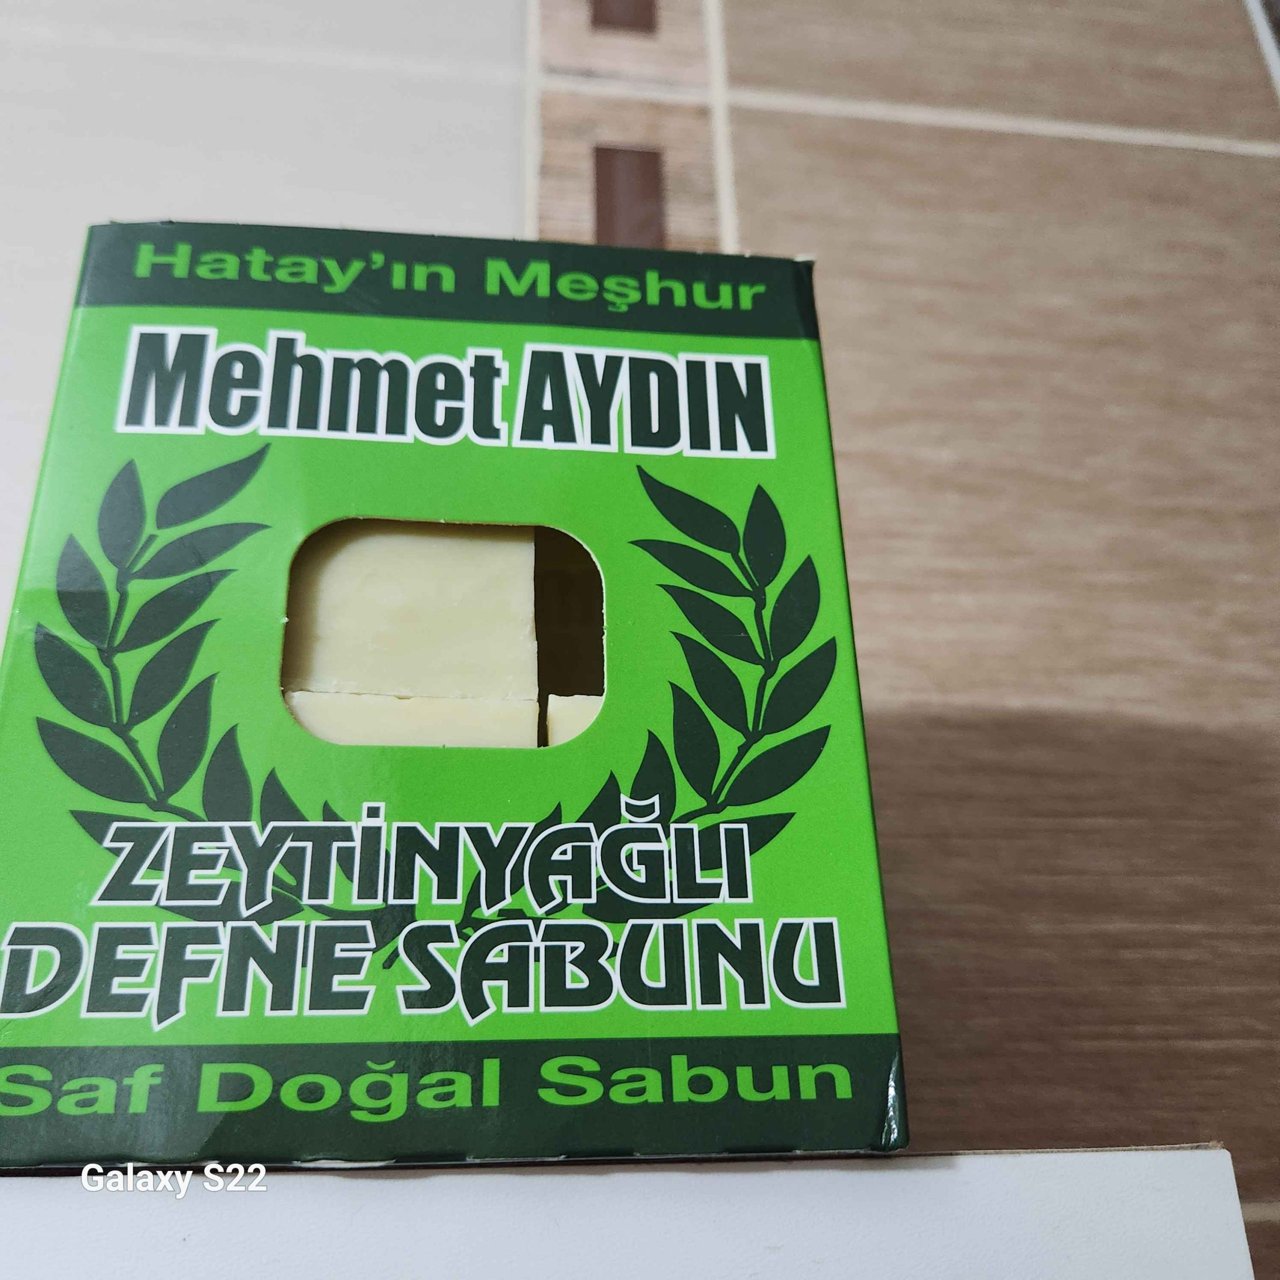 Hatay'ın Meşhur
Mehmet AYDIN
ZEYTİNYAĞLI
DEFNE SABUNU
Saf Doğal Sabun
Galaxy S22